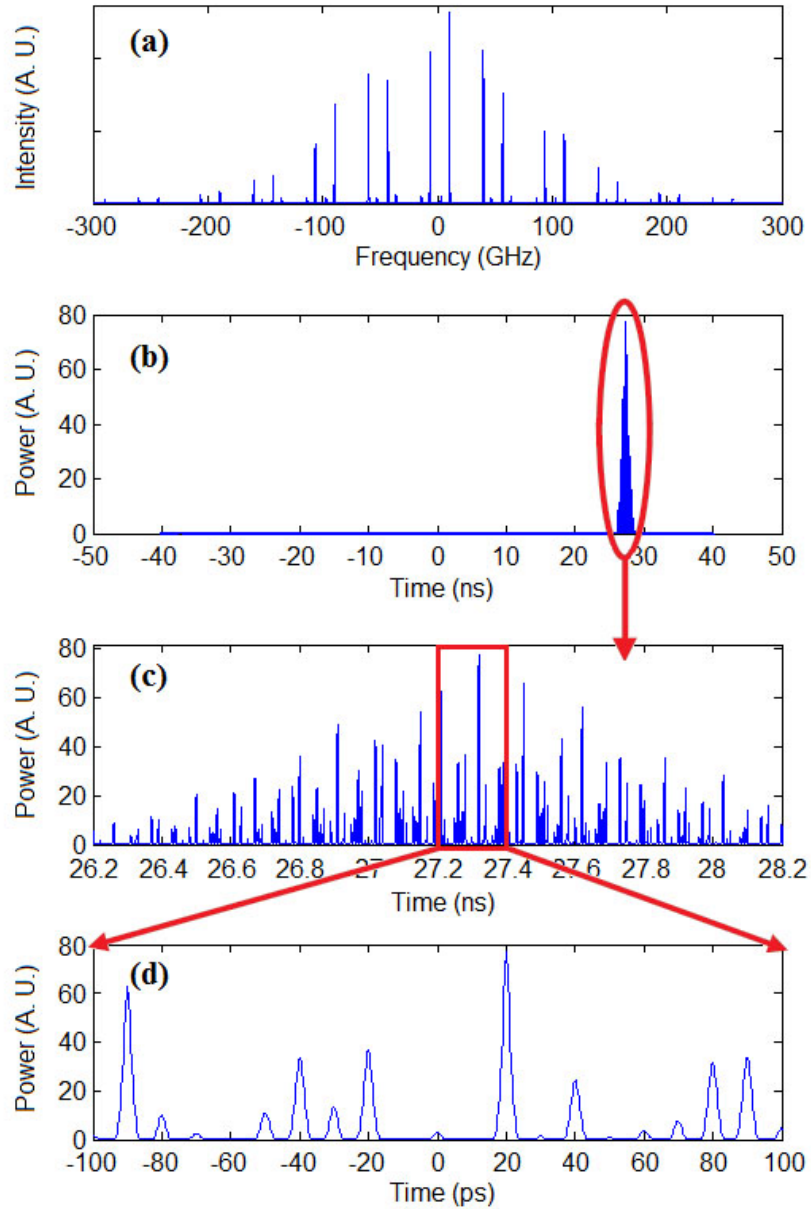 (a)
Intensity (A. U.)
-300 -200 -100 0 100 200 300
Frequency (GHz)
80
60
40
20
0
(b)
Power (A. U.)
-50 -40 -30 -20 -10 0 10 20 30 40 50
Time (ns)
80
60
40
20
0
(c)
Power (A. U.)
26.2 26.4 26.6 26.8 27 27.2 27.4 27.6 27.8 28 28.2
Time (ns)
80
60
40
20
0
(d)
Power (A. U.)
-100 -80 -60 -40 -20 0 20 40 60 80 100
Time (ps)